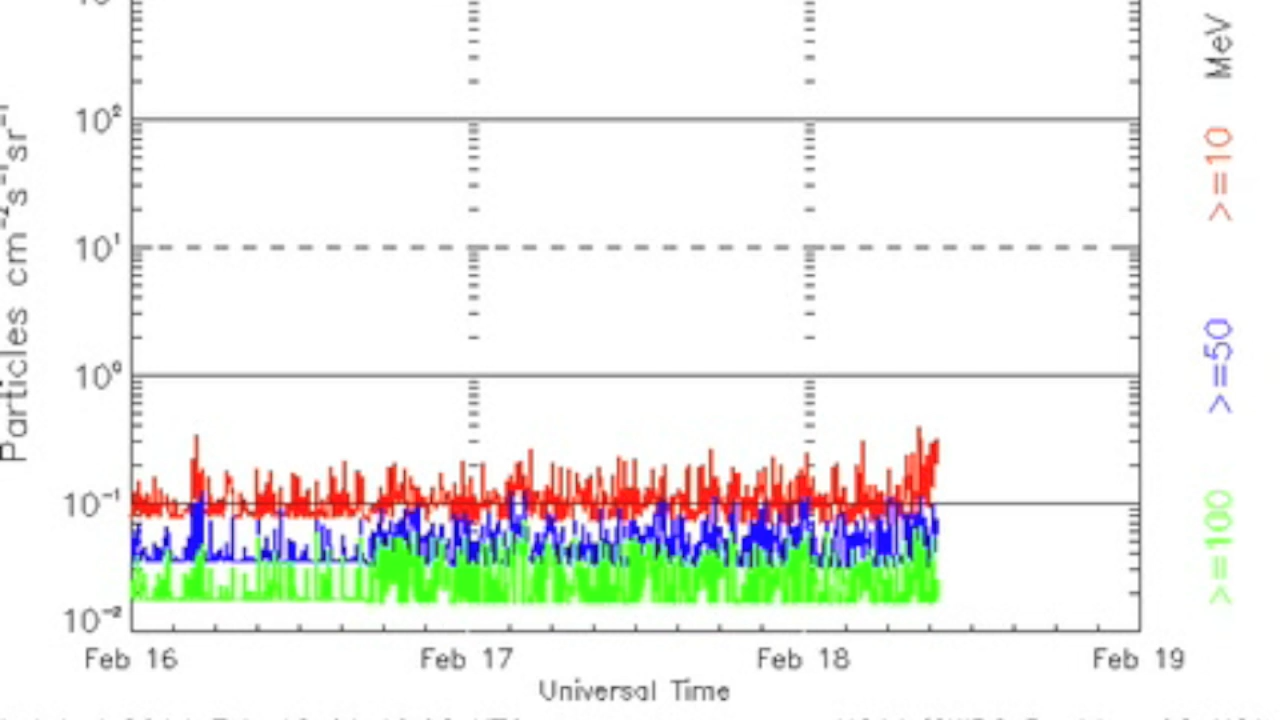 Particles cm⁻²s⁻¹sr⁻¹
10²
10¹
10⁰
10⁻¹
10⁻²
Feb 16 Feb 17 Feb 18 Feb 19
Universal Time
>=100 >=50 >=10 MeV